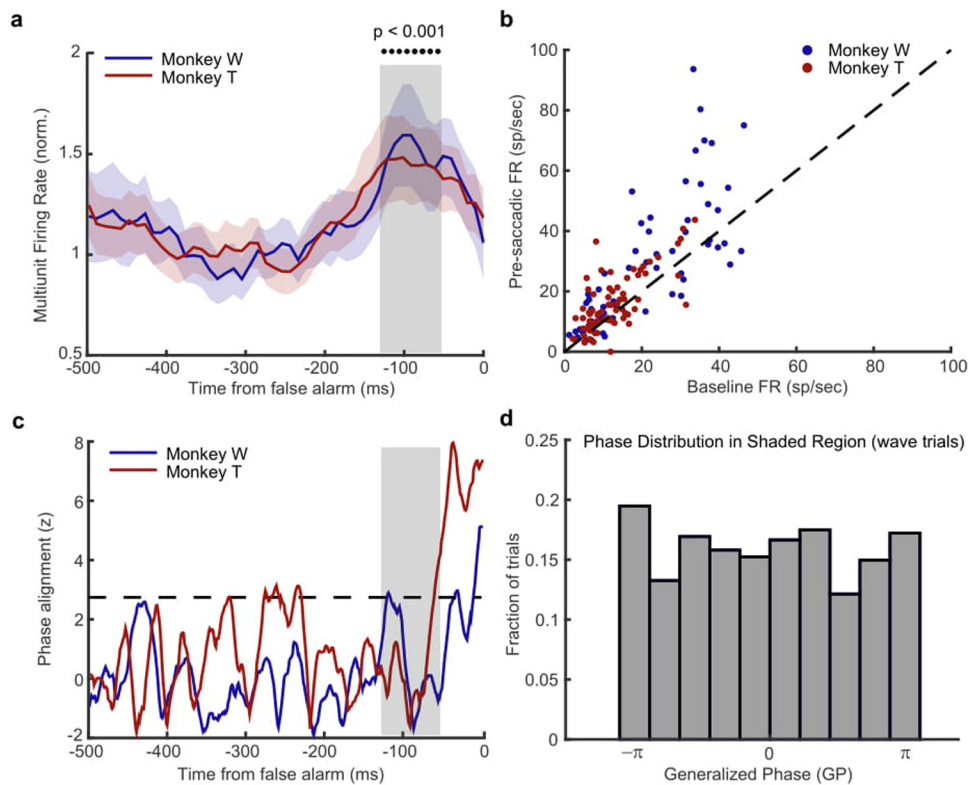 a
p < 0.001
Monkey W
Monkey T
Multiunit Firing Rate (norm.)
2
1.5
1
0.5
-500
-400
-300
-200
-100
0
Time from false alarm (ms)
b
Monkey W
Monkey T
Pre-saccadic FR (sp/sec)
100
80
60
40
20
0
0
20
40
60
80
100
Baseline FR (sp/sec)
c
Monkey W
Monkey T
Phase alignment (z)
8
6
4
2
0
-2
-500
-400
-300
-200
-100
0
Time from false alarm (ms)
d
Phase Distribution in Shaded Region (wave trials)
Fraction of trials
0.25
0.2
0.15
0.1
0.05
0
−π
0
π
Generalized Phase (GP)